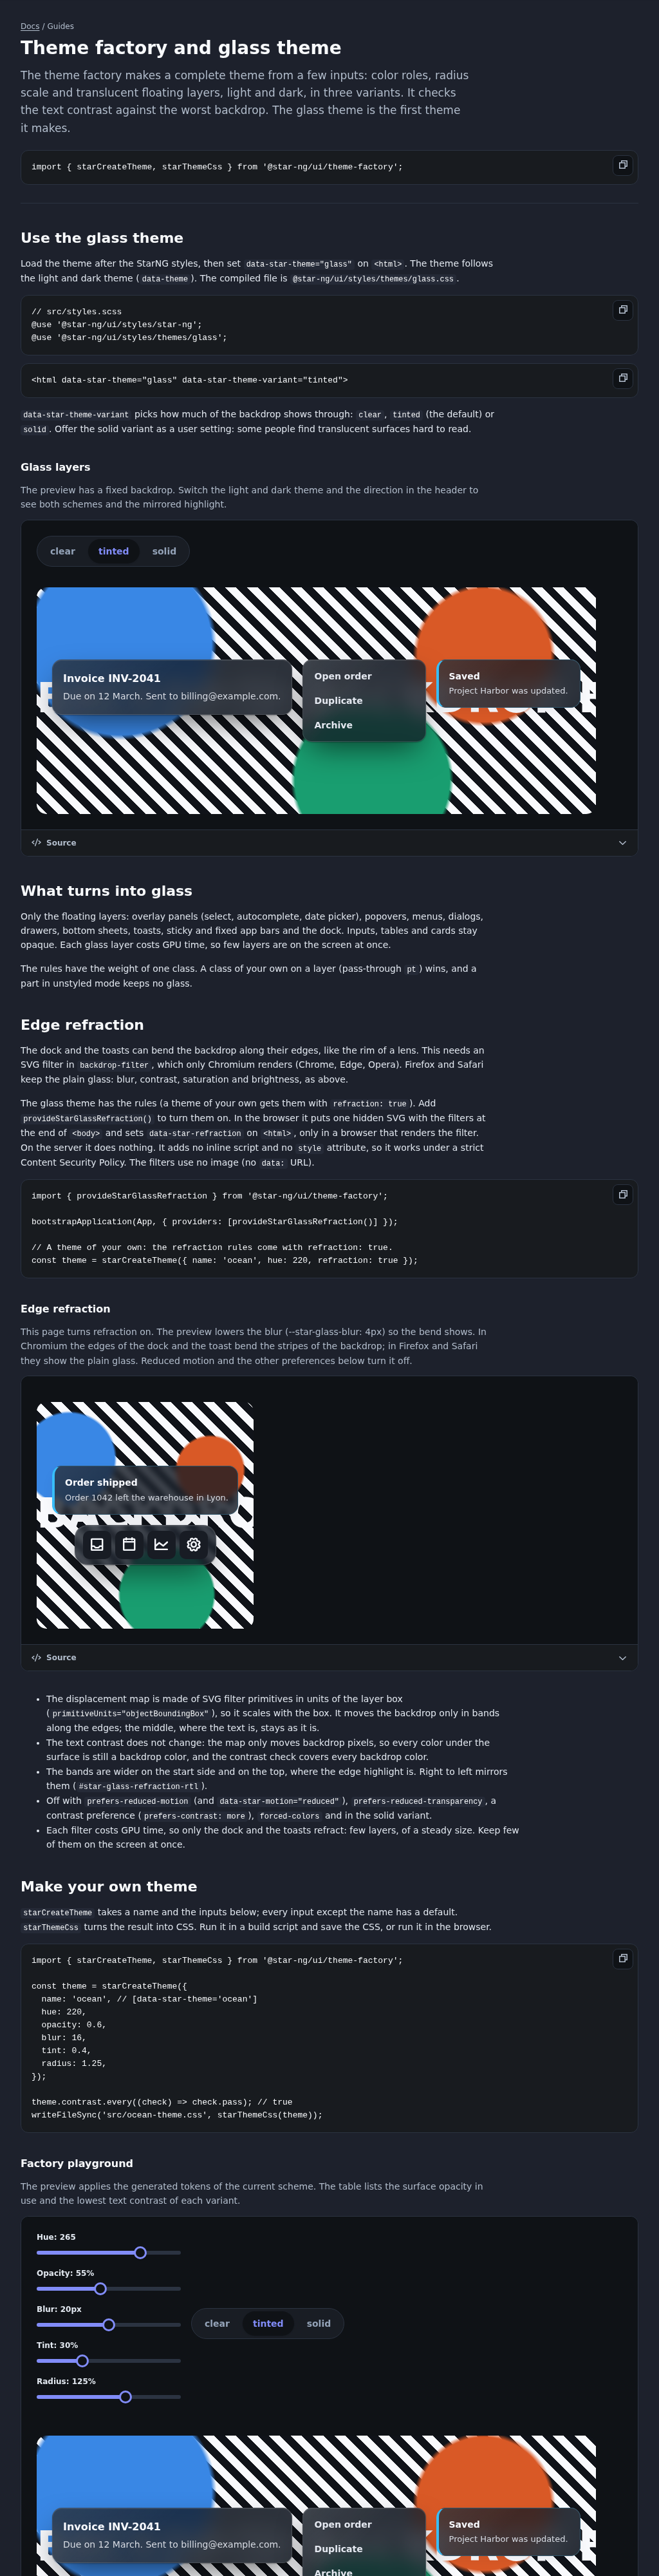 Docs / Guides
Theme factory and glass theme
The theme factory makes a complete theme from a few inputs: color roles, radius
scale and translucent floating layers, light and dark, in three variants. It checks
the text contrast against the worst backdrop. The glass theme is the first theme
it makes.
import { starCreateTheme, starThemeCss } from '@star-ng/ui/theme-factory';
Use the glass theme
Load the theme after the StarNG styles, then set data-star-theme="glass" on <html>. The theme follows
the light and dark theme (data-theme). The compiled file is @star-ng/ui/styles/themes/glass.css.
// src/styles.scss
@use '@star-ng/ui/styles/star-ng';
@use '@star-ng/ui/styles/themes/glass';
<html data-star-theme="glass" data-star-theme-variant="tinted">
data-star-theme-variant picks how much of the backdrop shows through: clear, tinted (the default) or
solid. Offer the solid variant as a user setting: some people find translucent surfaces hard to read.
Glass layers
The preview has a fixed backdrop. Switch the light and dark theme and the direction in the header to
see both schemes and the mirrored highlight.
clear tinted solid
Invoice INV-2041
Due on 12 March. Sent to billing@example.com.
Open order
Duplicate
Archive
Saved
Project Harbor was updated.
Source
What turns into glass
Only the floating layers: overlay panels (select, autocomplete, date picker), popovers, menus, dialogs,
drawers, bottom sheets, toasts, sticky and fixed app bars and the dock. Inputs, tables and cards stay
opaque. Each glass layer costs GPU time, so few layers are on the screen at once.
The rules have the weight of one class. A class of your own on a layer (pass-through pt) wins, and a
part in unstyled mode keeps no glass.
Edge refraction
The dock and the toasts can bend the backdrop along their edges, like the rim of a lens. This needs an
SVG filter in backdrop-filter, which only Chromium renders (Chrome, Edge, Opera). Firefox and Safari
keep the plain glass: blur, contrast, saturation and brightness, as above.
The glass theme has the rules (a theme of your own gets them with refraction: true). Add
provideStarGlassRefraction() to turn them on. In the browser it puts one hidden SVG with the filters at
the end of <body> and sets data-star-refraction on <html>, only in a browser that renders the filter.
On the server it does nothing. It adds no inline script and no style attribute, so it works under a strict
Content Security Policy. The filters use no image (no data: URL).
import { provideStarGlassRefraction } from '@star-ng/ui/theme-factory';
bootstrapApplication(App, { providers: [provideStarGlassRefraction()] });
// A theme of your own: the refraction rules come with refraction: true.
const theme = starCreateTheme({ name: 'ocean', hue: 220, refraction: true });
Edge refraction
This page turns refraction on. The preview lowers the blur (--star-glass-blur: 4px) so the bend shows. In
Chromium the edges of the dock and the toast bend the stripes of the backdrop; in Firefox and Safari
they show the plain glass. Reduced motion and the other preferences below turn it off.
Order shipped
Order 1042 left the warehouse in Lyon.
Source
The displacement map is made of SVG filter primitives in units of the layer box
(primitiveUnits="objectBoundingBox"), so it scales with the box. It moves the backdrop only in bands
along the edges; the middle, where the text is, stays as it is.
The text contrast does not change: the map only moves backdrop pixels, so every color under the
surface is still a backdrop color, and the contrast check covers every backdrop color.
The bands are wider on the start side and on the top, where the edge highlight is. Right to left mirrors
them (#star-glass-refraction-rtl).
Off with prefers-reduced-motion (and data-star-motion="reduced"), prefers-reduced-transparency, a
contrast preference (prefers-contrast: more), forced-colors and in the solid variant.
Each filter costs GPU time, so only the dock and the toasts refract: few layers, of a steady size. Keep few
of them on the screen at once.
Make your own theme
starCreateTheme takes a name and the inputs below; every input except the name has a default.
starThemeCss turns the result into CSS. Run it in a build script and save the CSS, or run it in the browser.
import { starCreateTheme, starThemeCss } from '@star-ng/ui/theme-factory';
const theme = starCreateTheme({
name: 'ocean', // [data-star-theme='ocean']
hue: 220,
opacity: 0.6,
blur: 16,
tint: 0.4,
radius: 1.25,
});
theme.contrast.every((check) => check.pass); // true
writeFileSync('src/ocean-theme.css', starThemeCss(theme));
Factory playground
The preview applies the generated tokens of the current scheme. The table lists the surface opacity in
use and the lowest text contrast of each variant.
Hue: 265
Opacity: 55%
Blur: 20px
clear tinted solid
Tint: 30%
Radius: 125%
Invoice INV-2041
Due on 12 March. Sent to billing@example.com.
Open order
Duplicate
Archive
Saved
Project Harbor was updated.